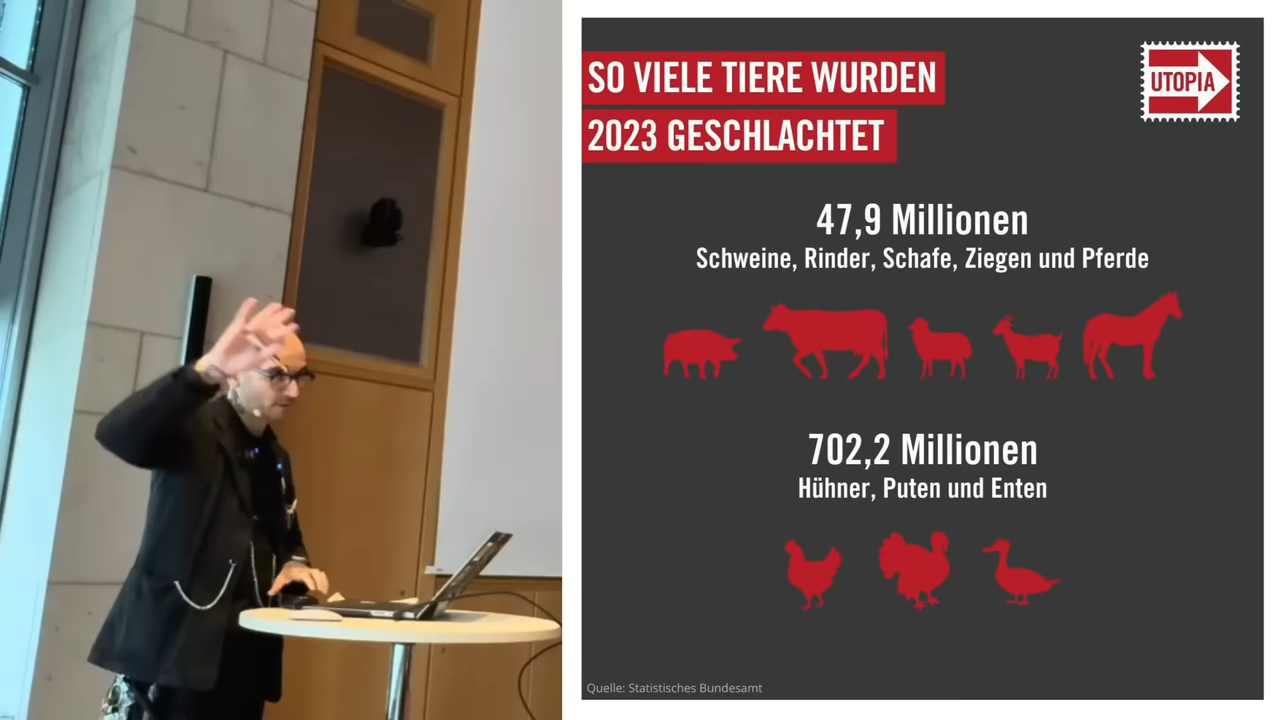 SO VIELE TIERE WURDEN
2023 GESCHLACHTET
UTOPIA
47,9 Millionen
Schweine, Rinder, Schafe, Ziegen und Pferde
702,2 Millionen
Hühner, Puten und Enten
Quelle: Statistisches Bundesamt